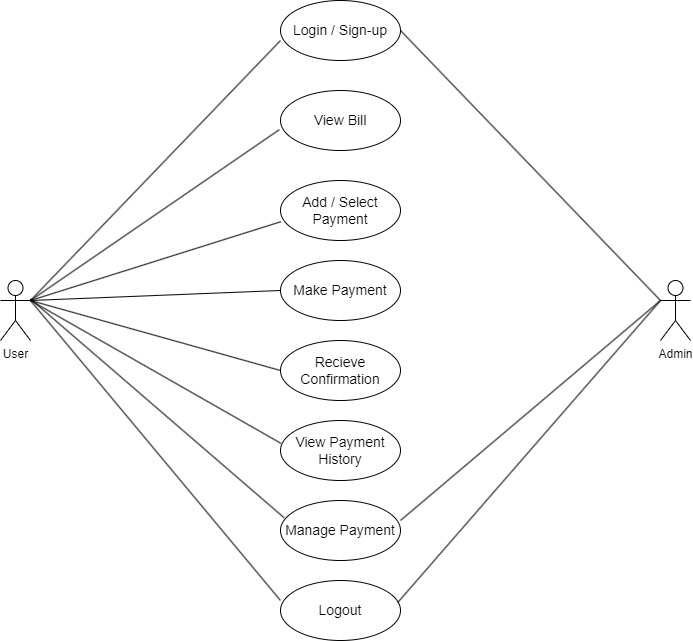 Login / Sign-up
View Bill
Add / Select
Payment
Make Payment
Recieve
Confirmation
View Payment
History
Manage Payment
Logout
User
Admin